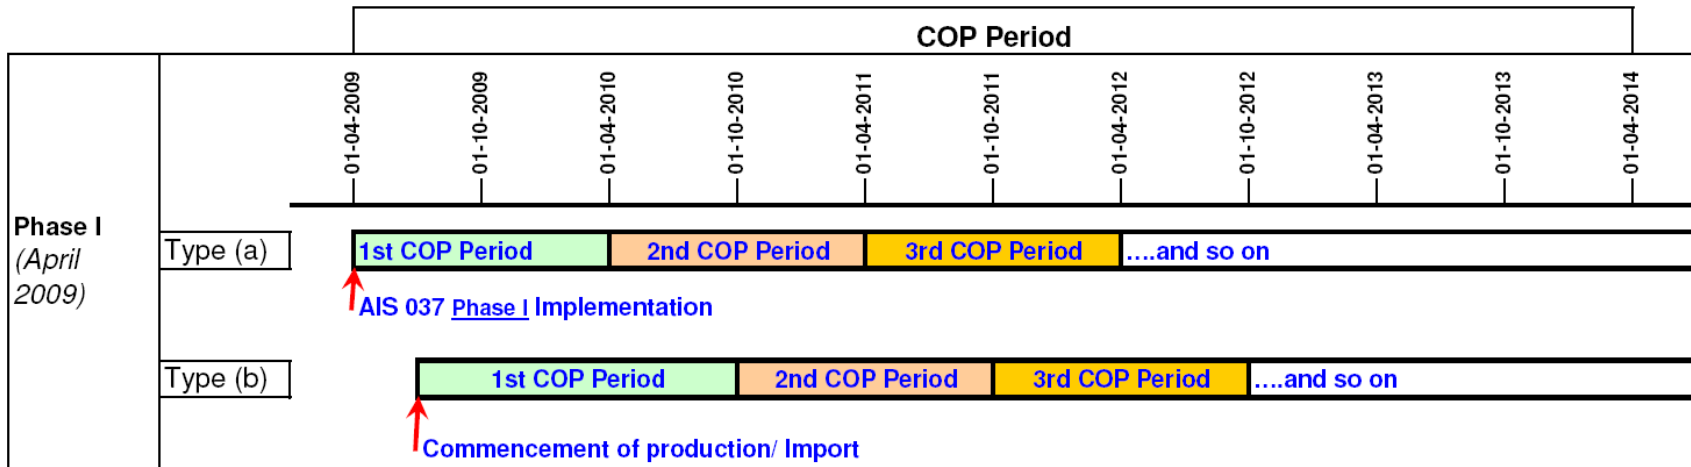 COP Period
01-04-2009
01-10-2009
01-04-2010
01-10-2010
01-04-2011
01-10-2011
01-04-2012
01-10-2012
01-04-2013
01-10-2013
01-04-2014
Phase I
(April
2009)
Type (a)
1st COP Period
2nd COP Period
3rd COP Period
....and so on
AIS 037 Phase I Implementation
Type (b)
1st COP Period
2nd COP Period
3rd COP Period
....and so on
Commencement of production/ Import